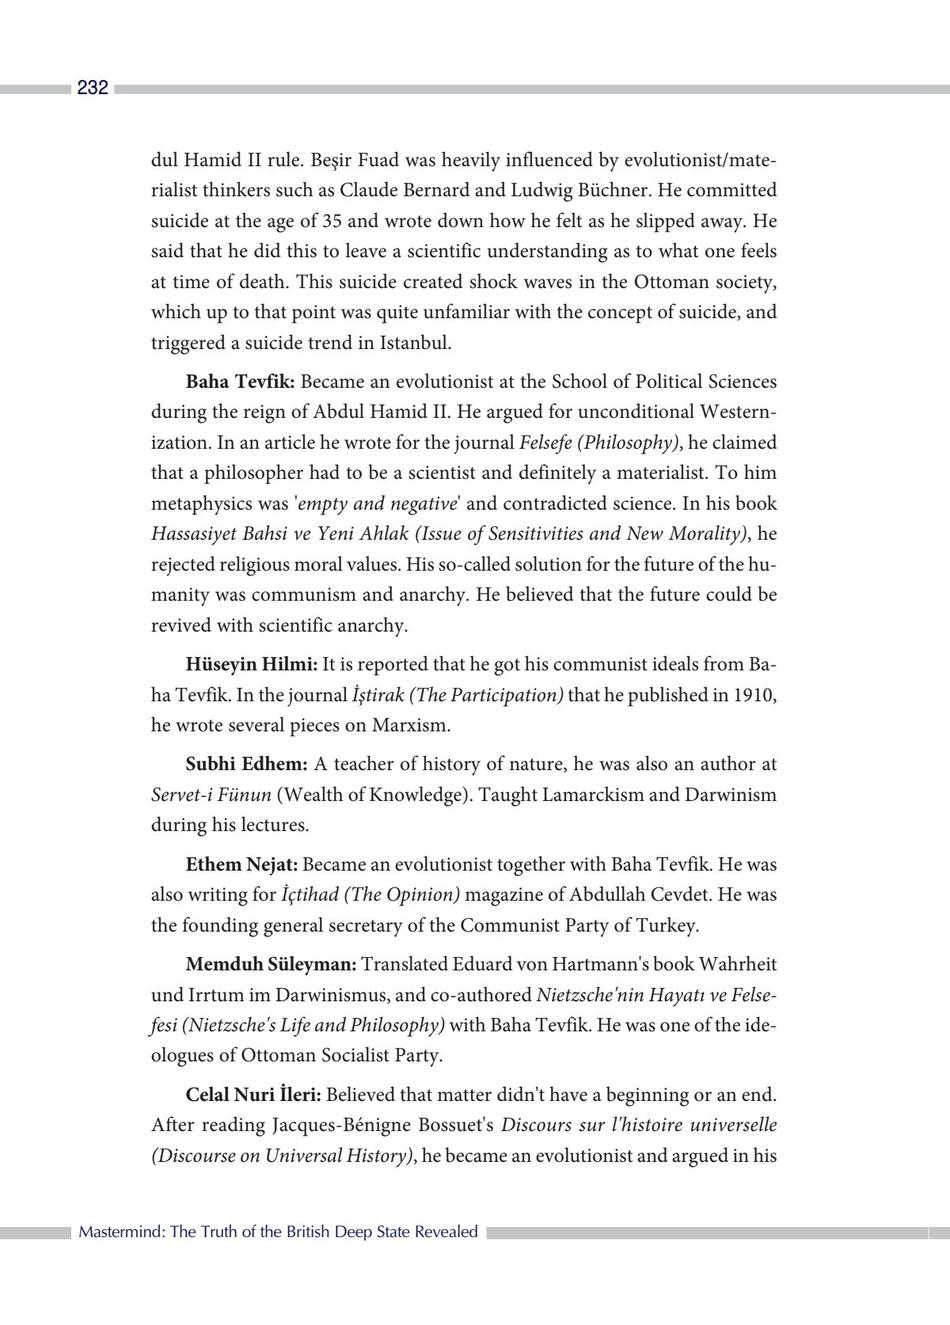 232
dul Hamid II rule. Beşir Fuad was heavily influenced by evolutionist/mate-
rialist thinkers such as Claude Bernard and Ludwig Büchner. He committed
suicide at the age of 35 and wrote down how he felt as he slipped away. He
said that he did this to leave a scientific understanding as to what one feels
at time of death. This suicide created shock waves in the Ottoman society,
which up to that point was quite unfamiliar with the concept of suicide, and
triggered a suicide trend in Istanbul.
Baha Tevfik: Became an evolutionist at the School of Political Sciences
during the reign of Abdul Hamid II. He argued for unconditional Western-
ization. In an article he wrote for the journal Felsefe (Philosophy), he claimed
that a philosopher had to be a scientist and definitely a materialist. To him
metaphysics was 'empty and negative' and contradicted science. In his book
Hassasiyet Bahsi ve Yeni Ahlak (Issue of Sensitivities and New Morality), he
rejected religious moral values. His so-called solution for the future of the hu-
manity was communism and anarchy. He believed that the future could be
revived with scientific anarchy.
Hüseyin Hilmi: It is reported that he got his communist ideals from Ba-
ha Tevfik. In the journal İştirak (The Participation) that he published in 1910,
he wrote several pieces on Marxism.
Subhi Edhem: A teacher of history of nature, he was also an author at
Servet-i Fünun (Wealth of Knowledge). Taught Lamarckism and Darwinism
during his lectures.
Ethem Nejat: Became an evolutionist together with Baha Tevfik. He was
also writing for İçtihad (The Opinion) magazine of Abdullah Cevdet. He was
the founding general secretary of the Communist Party of Turkey.
Memduh Süleyman: Translated Eduard von Hartmann's book Wahrheit
und Irrtum im Darwinismus, and co-authored Nietzsche'nin Hayatı ve Felse-
fesi (Nietzsche's Life and Philosophy) with Baha Tevfik. He was one of the ide-
ologues of Ottoman Socialist Party.
Celal Nuri İleri: Believed that matter didn't have a beginning or an end.
After reading Jacques-Bénigne Bossuet's Discours sur l'histoire universelle
(Discourse on Universal History), he became an evolutionist and argued in his
Mastermind: The Truth of the British Deep State Revealed